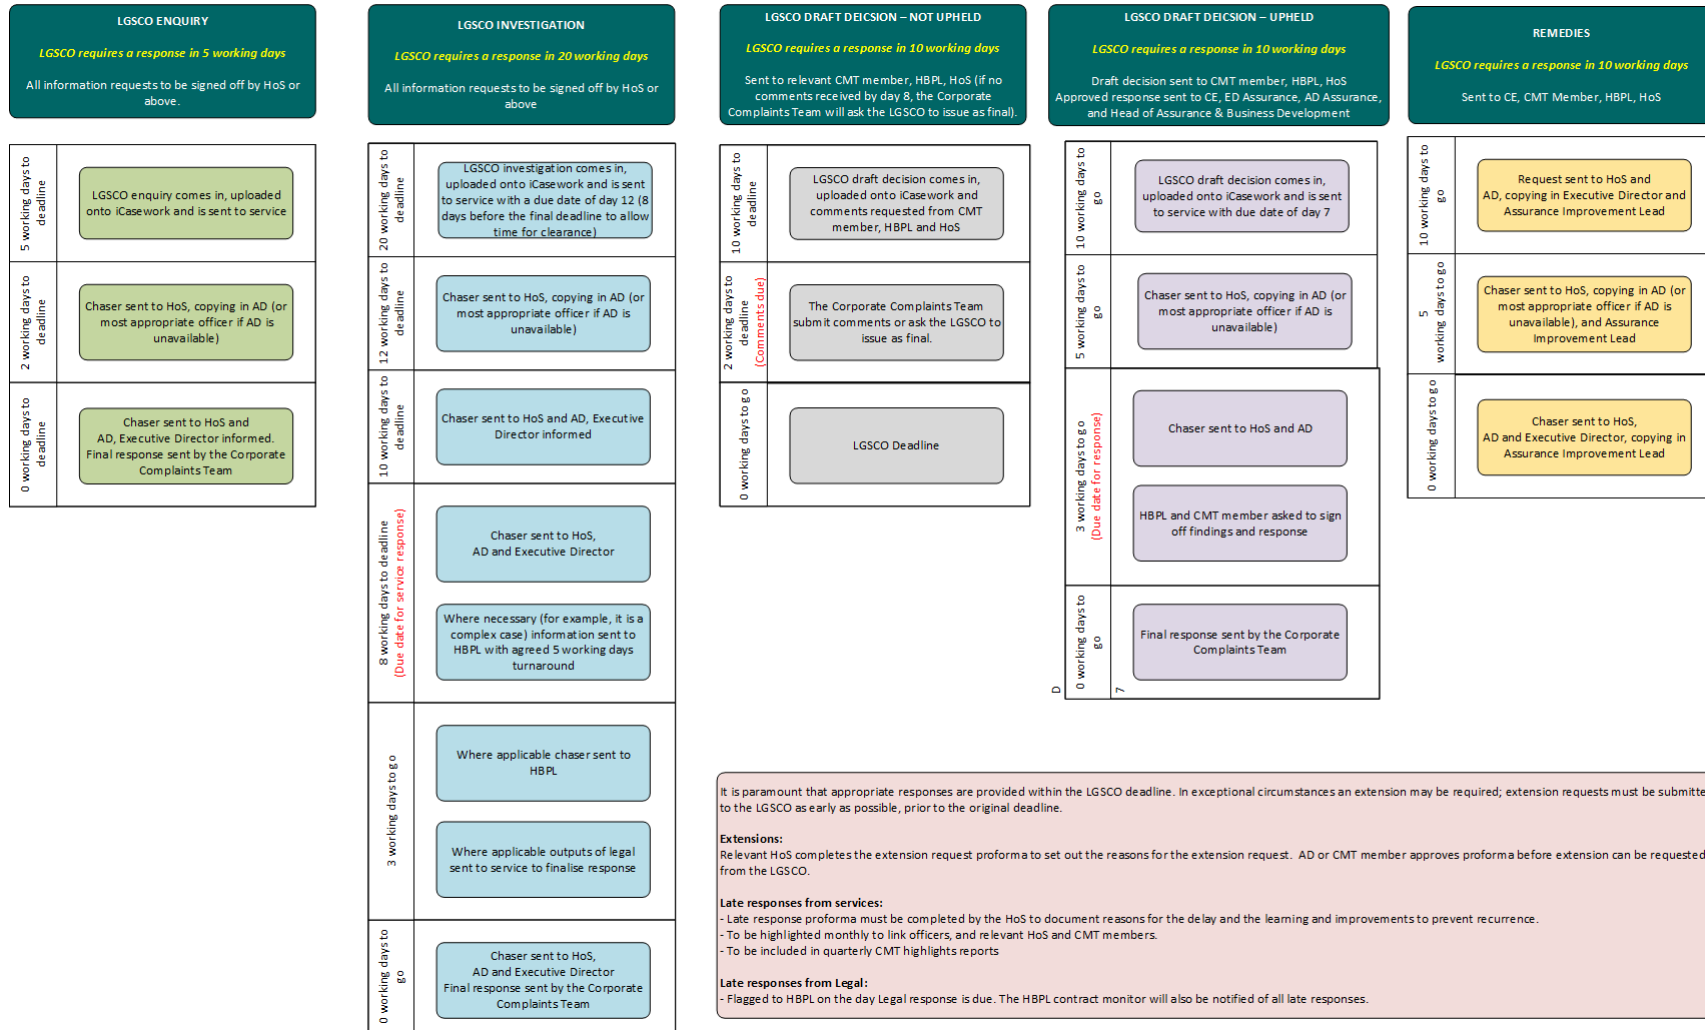 LGSCO ENQUIRY
LGSCO requires a response in 5 working days
All information requests to be signed off by HoS or
above.
5 working days to
deadline
LGSCO enquiry comes in, uploaded
onto iCasework and is sent to service
2 working days to
deadline
Chaser sent to HoS, copying in AD (or
most appropriate officer if AD is
unavailable)
0 working days to
deadline
Chaser sent to HoS and
AD, Executive Director informed.
Final response sent by the Corporate
Complaints Team
LGSCO INVESTIGATION
LGSCO requires a response in 20 working days
All information requests to be signed off by HoS or
above
20 working days to
deadline
LGSCO investigation comes in,
uploaded onto iCasework and is sent
to service with a due date of day 12 (8
days before the final deadline to allow
time for clearance)
12 working days to
deadline
Chaser sent to HoS, copying in AD (or
most appropriate officer if AD is
unavailable)
10 working days to
deadline
Chaser sent to HoS and AD, Executive
Director informed
8 working days to deadline
(Due date for service response)
Chaser sent to HoS,
AD and Executive Director
Where necessary (for example, it is a
complex case) information sent to
HBPL with agreed 5 working days
turnaround
3 working days to go
Where applicable chaser sent to
HBPL
Where applicable outputs of legal
sent to service to finalise response
0 working days to
go
Chaser sent to HoS,
AD and Executive Director
Final response sent by the Corporate
Complaints Team
LGSCO DRAFT DEICSION – NOT UPHELD
LGSCO requires a response in 10 working days
Sent to relevant CMT member, HBPL, HoS (if no
comments received by day 8, the Corporate
Complaints Team will ask the LGSCO to issue as final).
10 working days to
deadline
LGSCO draft decision comes in,
uploaded onto iCasework and
comments requested from CMT
member, HBPL and HoS
2 working days to
deadline
(Comments due)
The Corporate Complaints Team
submit comments or ask the LGSCO to
issue as final.
0 working days to go
LGSCO Deadline
LGSCO DRAFT DEICSION – UPHELD
LGSCO requires a response in 10 working days
Draft decision sent to CMT member, HBPL, HoS
Approved response sent to CE, ED Assurance, AD Assurance,
and Head of Assurance & Business Development
10 working days to
go
LGSCO draft decision comes in,
uploaded onto iCasework and is sent
to service with due date of day 7
5 working days to
go
Chaser sent to HoS, copying in AD (or
most appropriate officer if AD is
unavailable)
3 working days to go
(Due date for response)
Chaser sent to HoS and AD
HBPL and CMT member asked to sign
off findings and response
0 working days to
go
D
7
Final response sent by the Corporate
Complaints Team
REMEDIES
LGSCO requires a response in 10 working days
Sent to CE, CMT Member, HBPL, HoS
10 working days to
go
Request sent to HoS and
AD, copying in Executive Director and
Assurance Improvement Lead
5
working days to go
Chaser sent to HoS, copying in AD (or
most appropriate officer if AD is
unavailable), and Assurance
Improvement Lead
0 working days to go
Chaser sent to HoS,
AD and Executive Director, copying in
Assurance Improvement Lead
It is paramount that appropriate responses are provided within the LGSCO deadline. In exceptional circumstances an extension may be required; extension requests must be submitte
to the LGSCO as early as possible, prior to the original deadline.
Extensions:
Relevant HoS completes the extension request proforma to set out the reasons for the extension request. AD or CMT member approves proforma before extension can be requested
from the LGSCO.
Late responses from services:
- Late response proforma must be completed by the HoS to document reasons for the delay and the learning and improvements to prevent recurrence.
- To be highlighted monthly to link officers, and relevant HoS and CMT members.
- To be included in quarterly CMT highlights reports
Late responses from Legal:
- Flagged to HBPL on the day Legal response is due. The HBPL contract monitor will also be notified of all late responses.